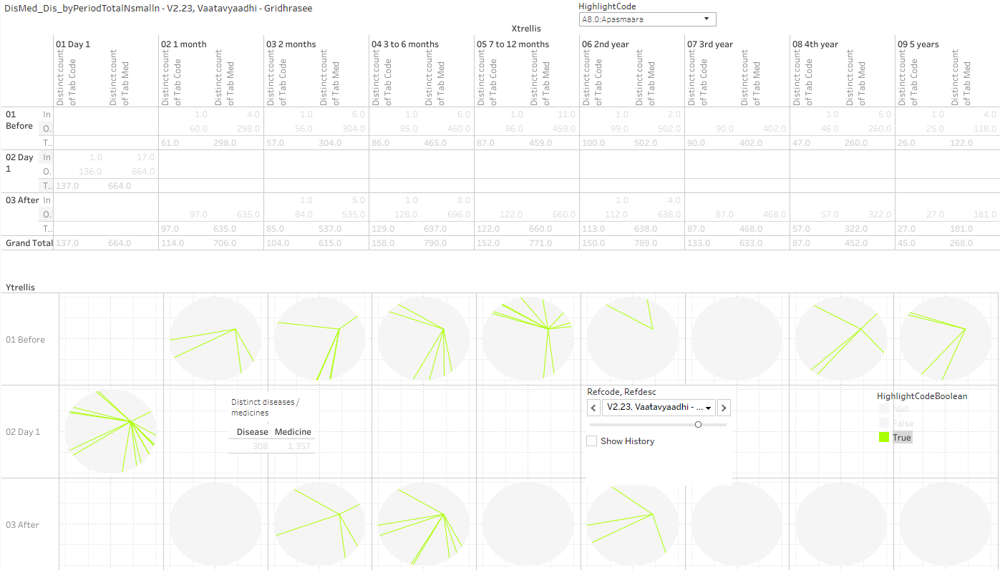 DisMed_Dis_byPeriodTotalNsmalln - V2.23, Vaatavyaadhi - Gridhrasee
HighlightCode
A8.0:Apasmaara
Xtrellis
01 Day 1 02 1 month 03 2 months 04 3 to 6 months 05 7 to 12 months 06 2nd year 07 3rd year 08 4th year 09 5 years
Distinct count of Tab Code Distinct count of Tab Med Distinct count of Tab Code Distinct count of Tab Med Distinct count of Tab Code Distinct count of Tab Med Distinct count of Tab Code Distinct count of Tab Med Distinct count of Tab Code Distinct count of Tab Med Distinct count of Tab Code Distinct count of Tab Med Distinct count of Tab Code Distinct count of Tab Med Distinct count of Tab Code Distinct count of Tab Med Distinct count of Tab Code Distinct count of Tab Med
01 Before In 1.0 4.0 1.0 6.0 1.0 6.0 1.0 11.0 1.0 2.0 1.0 5.0 1.0 4.0
O. 60.0 298.0 56.0 304.0 85.0 460.0 86.0 459.0 99.0 502.0 90.0 402.0 46.0 260.0 25.0 118.0
T.. 61.0 298.0 57.0 304.0 86.0 465.0 87.0 459.0 100.0 502.0 90.0 402.0 47.0 260.0 26.0 122.0
02 Day 1 In 1.0 17.0
O. 136.0 664.0
T.. 137.0 664.0
03 After In 1.0 5.0 1.0 8.0 1.0 4.0
O. 97.0 635.0 84.0 535.0 128.0 696.0 122.0 660.0 112.0 638.0 87.0 468.0 57.0 322.0 27.0 181.0
T.. 97.0 635.0 85.0 537.0 129.0 697.0 122.0 660.0 113.0 638.0 87.0 468.0 57.0 322.0 27.0 181.0
Grand Total 137.0 664.0 114.0 706.0 104.0 615.0 158.0 790.0 152.0 771.0 150.0 789.0 133.0 633.0 87.0 452.0 45.0 268.0
Ytrellis
01 Before
02 Day 1
Distinct diseases /
medicines
Disease Medicine
308 1,357
Refcode, Refdesc
V2.23, Vaatavyaadhi - ...
Show History
HighlightCodeBoolean
Null
False
True
03 After